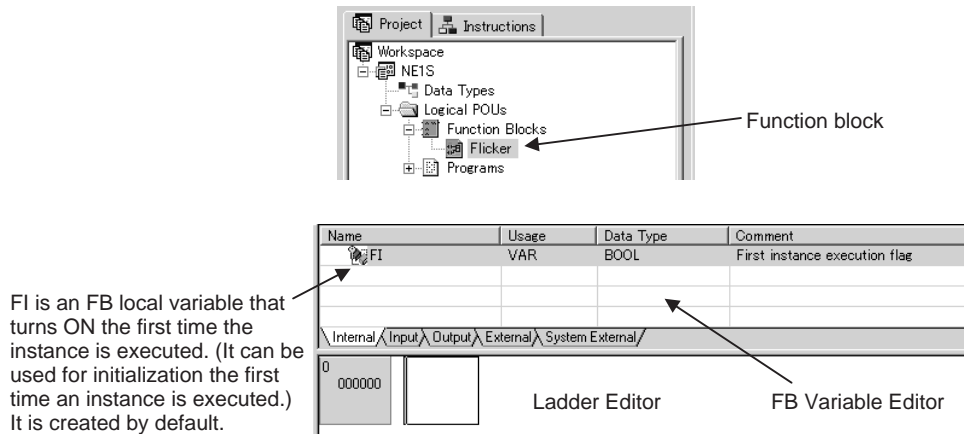 Project Instructions
Workspace
NE1S
Data Types
Logical POUs
Function Blocks
Flicker
Programs
Function block
Name Usage Data Type Comment
FI VAR BOOL First instance execution flag
Internal Input Output External System External
0
000000
Ladder Editor FB Variable Editor
FI is an FB local variable that
turns ON the first time the
instance is executed. (It can be
used for initialization the first
time an instance is executed.)
It is created by default.